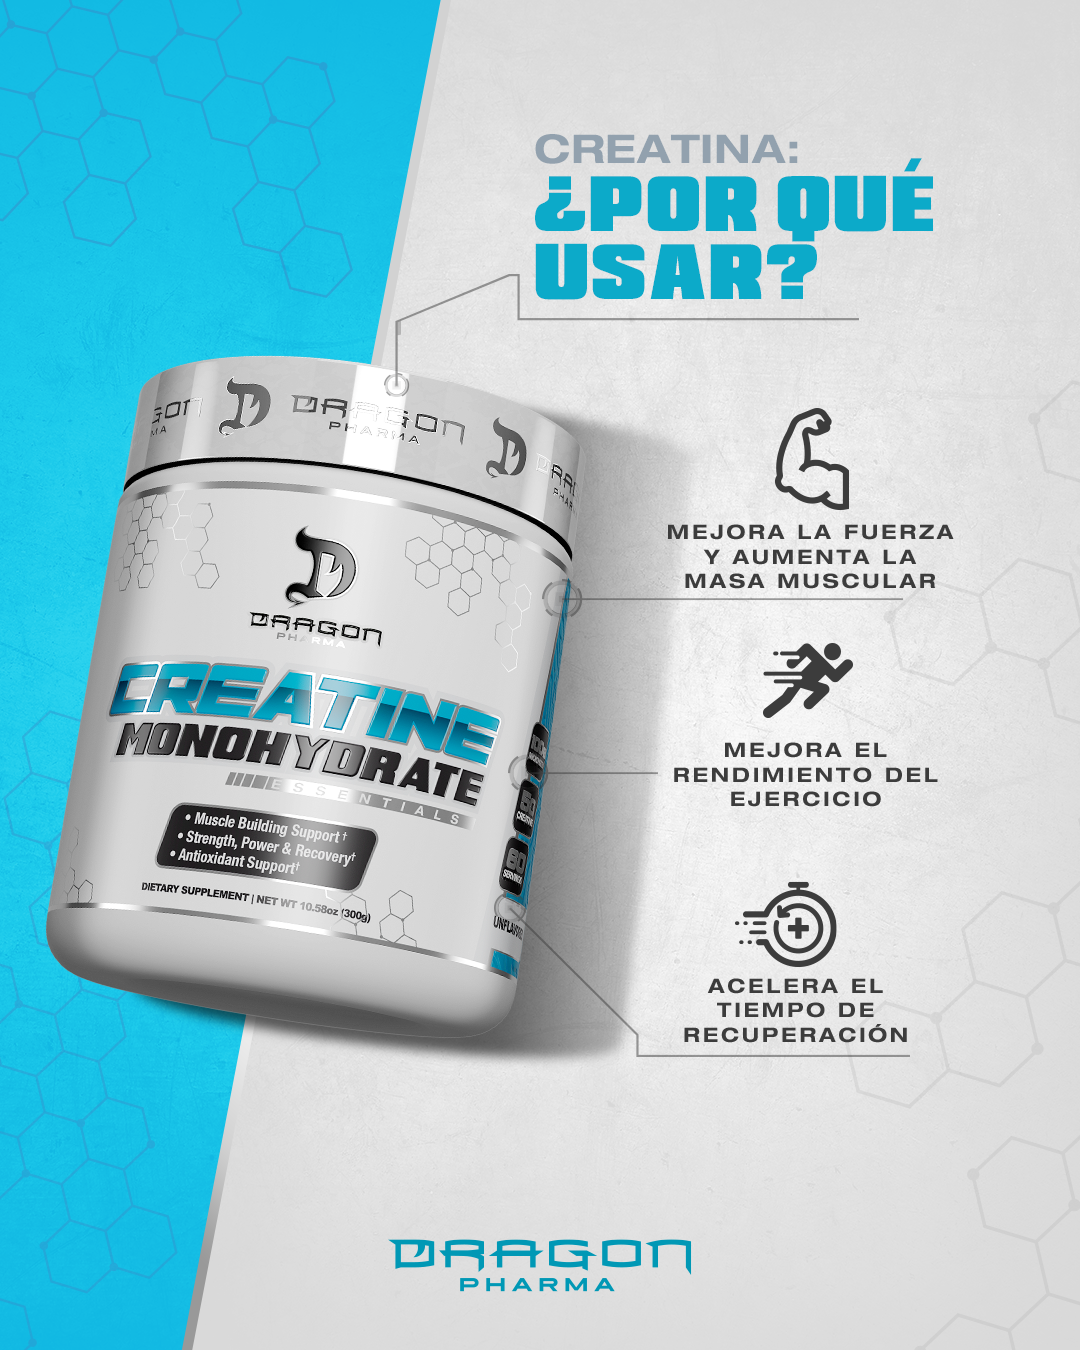 CREATINA:
¿POR QUÉ
USAR?
DRAGON
PHARMA
MEJORA LA FUERZA
Y AUMENTA LA
MASA MUSCULAR
MEJORA EL
RENDIMIENTO DEL
EJERCICIO
ACELERA EL
TIEMPO DE
RECUPERACIÓN
DRAGON
PHARMA
CREATINE
MONOHYDRATE
ESSENTIALS
• Muscle Building Support†
• Strength, Power & Recovery†
• Antioxidant Support†
DIETARY SUPPLEMENT | NET WT 10.58oz (300g)
60
SERVINGS
DRAGON
PHARMA